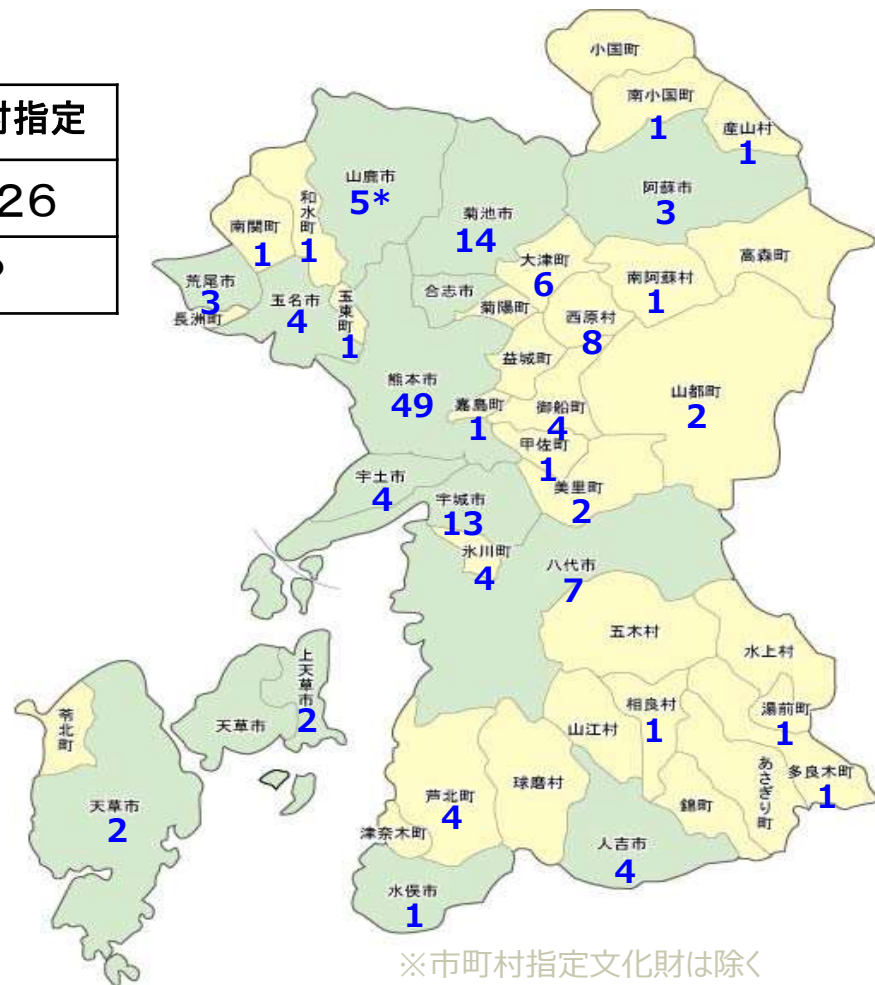 村指定
26
小国町
南小国町
1
産山村
1
山鹿市
5*
和水町
1
菊池市
14
阿蘇市
3
南関町
1
大津町
6
南阿蘇村
1
高森町
荒尾市
3
長洲町
玉名市
4
玉東町
1
合志市
菊陽町
西原村
8
益城町
熊本市
49
嘉島町
1
御船町
4
山都町
2
甲佐町
1
宇土市
4
美里町
2
宇城市
13
氷川町
4
八代市
7
五木村
水上村
上天草市
2
天草市
苓北町
相良村
1
湯前町
1
山江村
多良木町
1
あさぎり町
天草市
2
芦北町
4
球磨村
錦町
津奈木町
人吉市
4
水俣市
1
※市町村指定文化財は除く